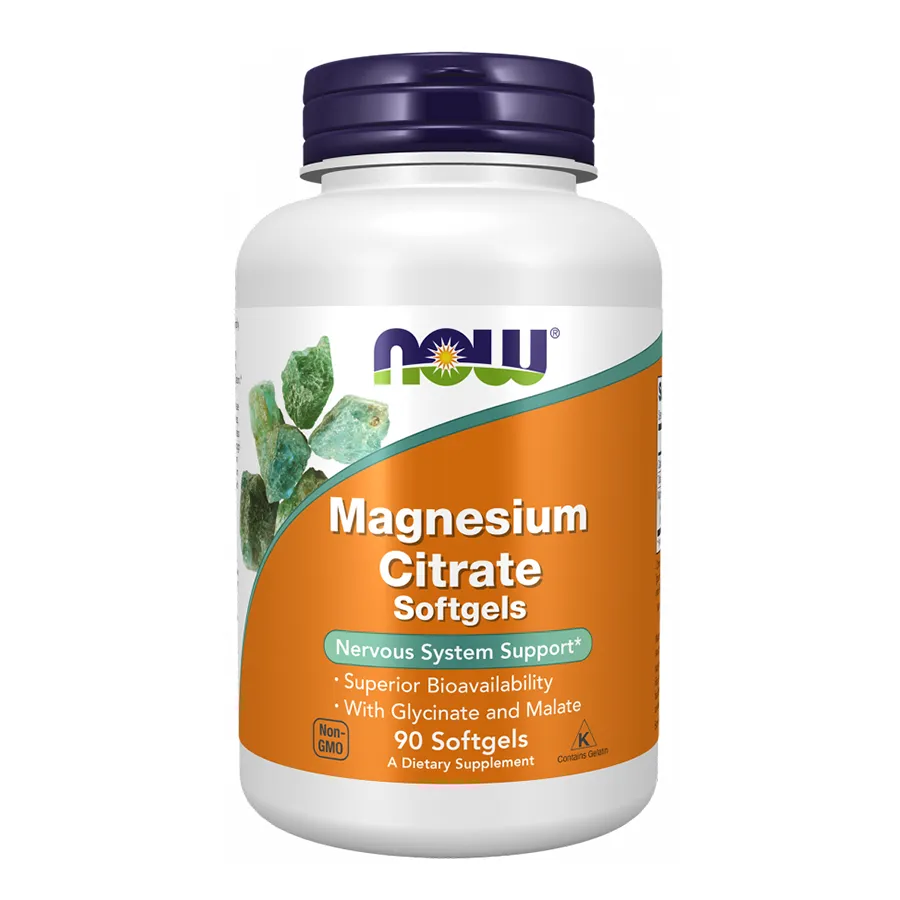 NOW®
Magnesium
Citrate
Softgels
Nervous System Support*
· Superior Bioavailability
· With Glycinate and Malate
Non-
GMO
90 Softgels
A Dietary Supplement
K
Contains Gelatin